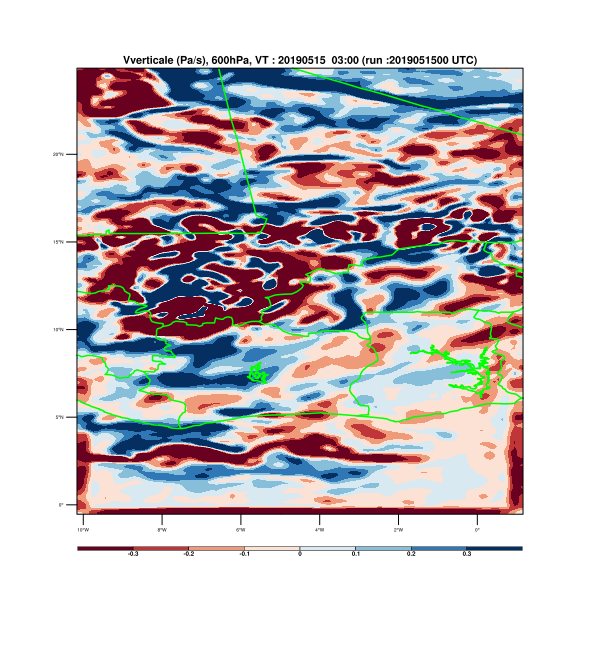 Vverticale (Pa/s), 600hPa, VT : 20190515 03:00 (run :2019051500 UTC)
20°N
15°N
10°N
5°N
0°
10°W 8°W 6°W 4°W 2°W 0°
-0.3 -0.2 -0.1 0 0.1 0.2 0.3